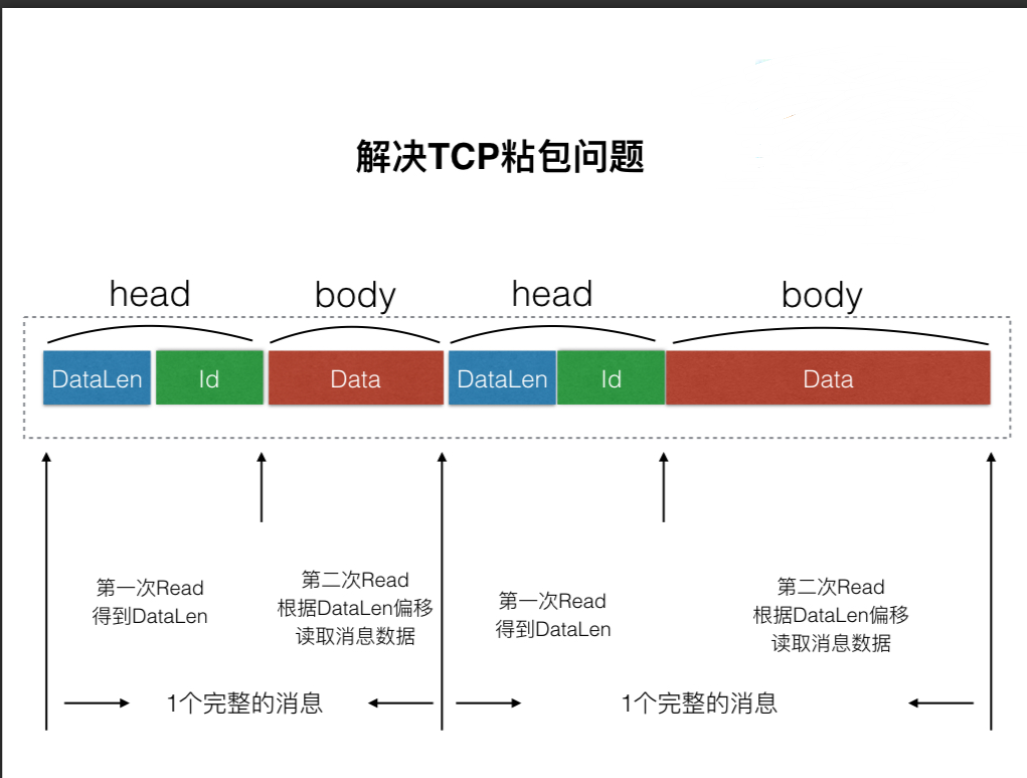 解决TCP粘包问题
head
body
head
body
DataLen
Id
Data
DataLen
Id
Data
第一次Read
得到DataLen
第二次Read
根据DataLen偏移
读取消息数据
第一次Read
得到DataLen
第二次Read
根据DataLen偏移
读取消息数据
1个完整的消息
1个完整的消息